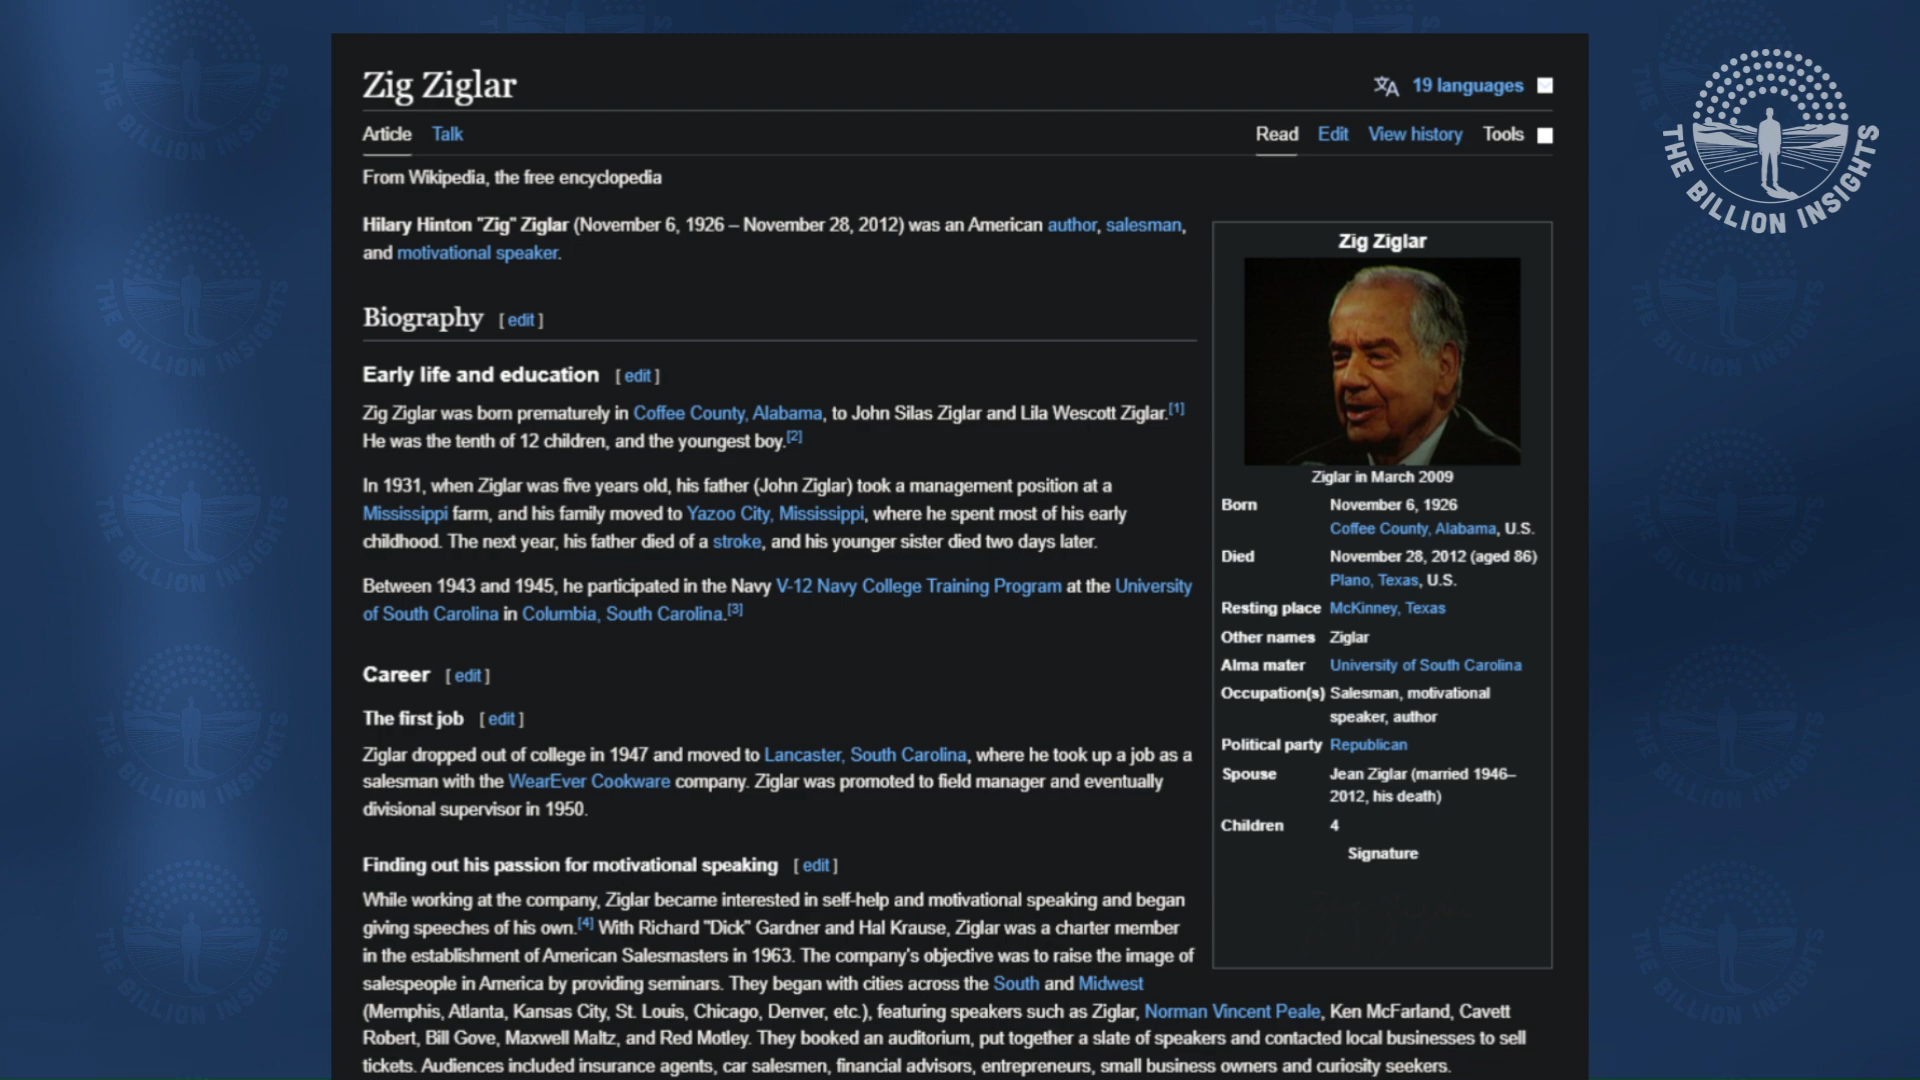 Zig Ziglar
19 languages
Article Talk
Read Edit View history Tools
From Wikipedia, the free encyclopedia
Hilary Hinton "Zig" Ziglar (November 6, 1926 – November 28, 2012) was an American author, salesman,
and motivational speaker.
Biography [ edit ]
Early life and education [ edit ]
Zig Ziglar was born prematurely in Coffee County, Alabama, to John Silas Ziglar and Lila Wescott Ziglar.[1]
He was the tenth of 12 children, and the youngest boy.[2]
In 1931, when Ziglar was five years old, his father (John Ziglar) took a management position at a
Mississippi farm, and his family moved to Yazoo City, Mississippi, where he spent most of his early
childhood. The next year, his father died of a stroke, and his younger sister died two days later.
Between 1943 and 1945, he participated in the Navy V-12 Navy College Training Program at the University
of South Carolina in Columbia, South Carolina.[3]
Career [ edit ]
The first job [ edit ]
Ziglar dropped out of college in 1947 and moved to Lancaster, South Carolina, where he took up a job as a
salesman with the WearEver Cookware company. Ziglar was promoted to field manager and eventually
divisional supervisor in 1950.
Finding out his passion for motivational speaking [ edit ]
While working at the company, Ziglar became interested in self-help and motivational speaking and began
giving speeches of his own.[4] With Richard "Dick" Gardner and Hal Krause, Ziglar was a charter member
in the establishment of American Salesmasters in 1963. The company's objective was to raise the image of
salespeople in America by providing seminars. They began with cities across the South and Midwest
(Memphis, Atlanta, Kansas City, St. Louis, Chicago, Denver, etc.), featuring speakers such as Ziglar, Norman Vincent Peale, Ken McFarland, Cavett
Robert, Bill Gove, Maxwell Maltz, and Red Motley. They booked an auditorium, put together a slate of speakers and contacted local businesses to sell
tickets. Audiences included insurance agents, car salesmen, financial advisors, entrepreneurs, small business owners and curiosity seekers.
Zig Ziglar
Ziglar in March 2009
Born November 6, 1926
Coffee County, Alabama, U.S.
Died November 28, 2012 (aged 86)
Plano, Texas, U.S.
Resting place McKinney, Texas
Other names Ziglar
Alma mater University of South Carolina
Occupation(s) Salesman, motivational
speaker, author
Political party Republican
Spouse Jean Ziglar (married 1946–
2012, his death)
Children 4
Signature
THE BILLION INSIGHTS